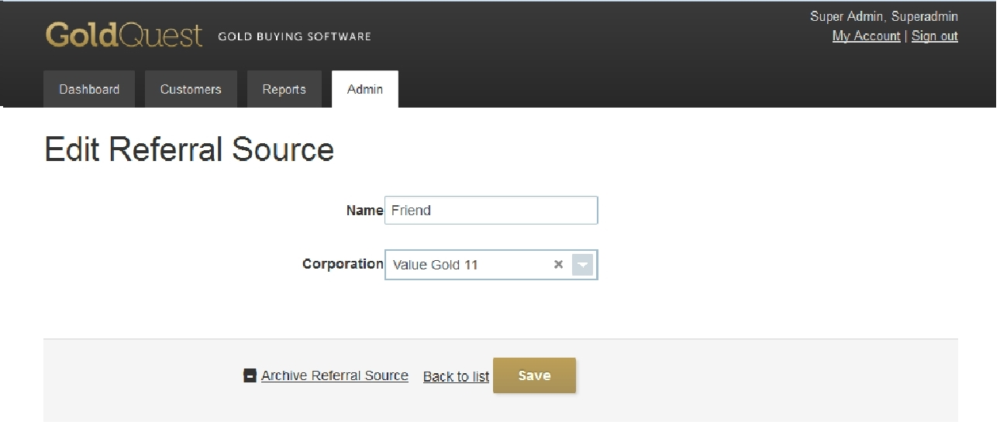 GoldQuest GOLD BUYING SOFTWARE
Super Admin, Superadmin
My Account | Sign out
Dashboard Customers Reports Admin
Edit Referral Source
Name Friend
Corporation Value Gold 11
Archive Referral Source Back to list Save